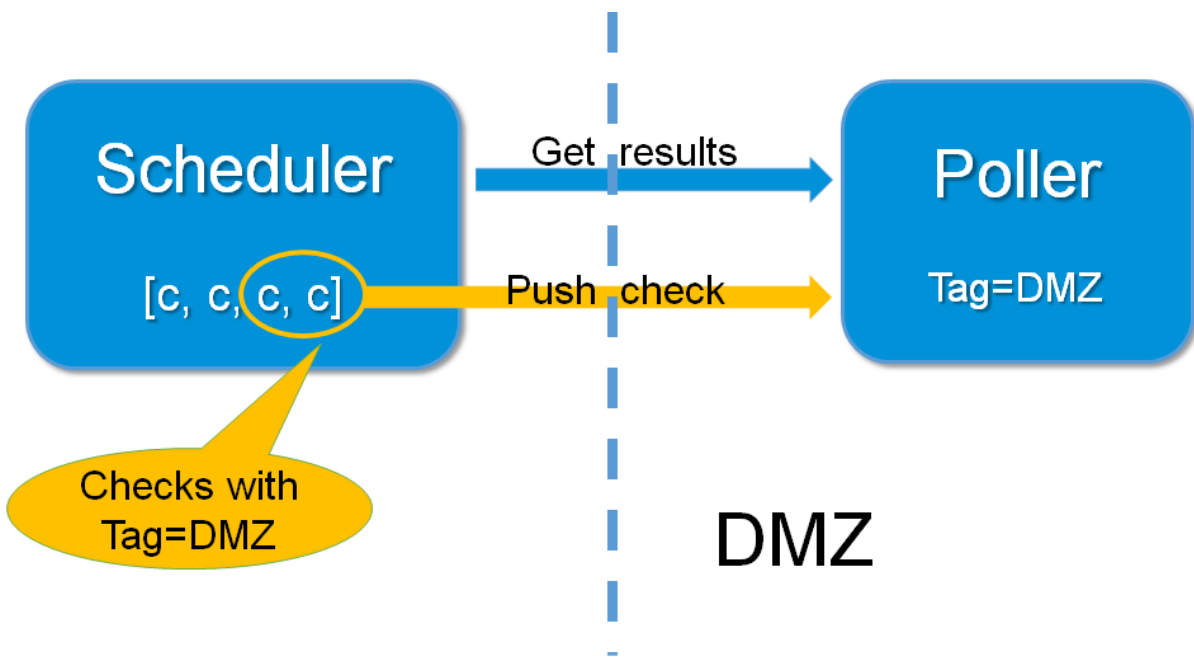 Scheduler
[c, c, c, c]
Get results
Push check
Poller
Tag=DMZ
Checks with
Tag=DMZ
DMZ